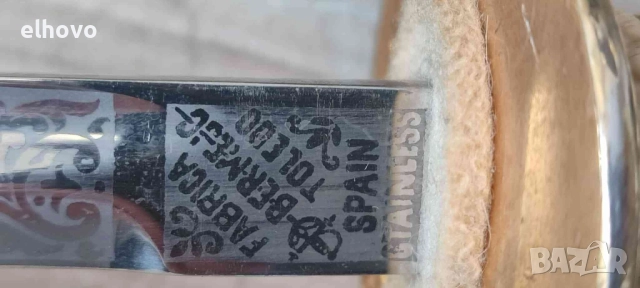 elhovo
FABRICA
BERMEJO
TOLEDO
SPAIN
STAINLESS
BAZAR